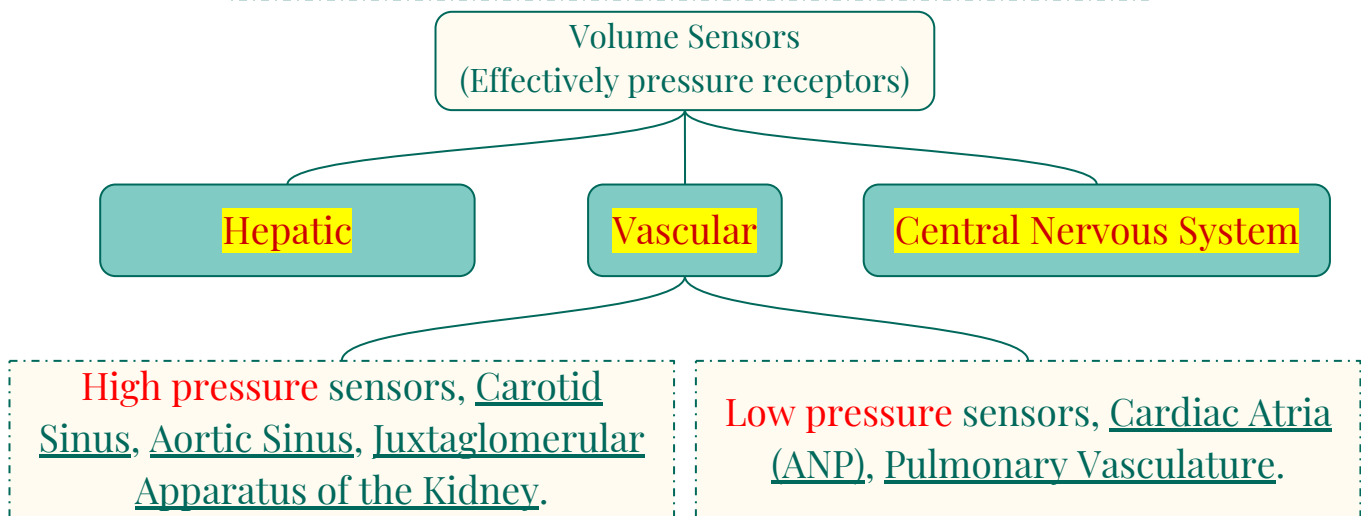 Volume Sensors
(Effectively pressure receptors)
Hepatic
Vascular
Central Nervous System
High pressure sensors, Carotid
Sinus, Aortic Sinus, Juxtaglomerular
Apparatus of the Kidney.
Low pressure sensors, Cardiac Atria
(ANP), Pulmonary Vasculature.